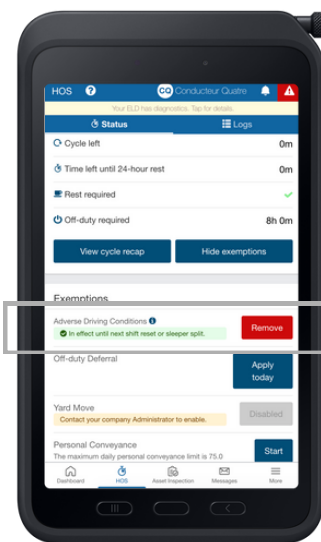 HOS ? CQ Conducteur Quatre
Your ELD has diagnostics. Tap for details.
Status Logs
Cycle left 0m
Time left until 24-hour rest 0m
Rest required
Off-duty required 8h 0m
View cycle recap Hide exemptions
Exemptions
Adverse Driving Conditions Remove
In effect until next shift reset or sleeper split.
Off-duty Deferral Apply
today
Yard Move Disabled
Contact your company Administrator to enable.
Personal Conveyance Start
The maximum daily personal conveyance limit is 75.0
Dashboard HOS Asset Inspection Messages More